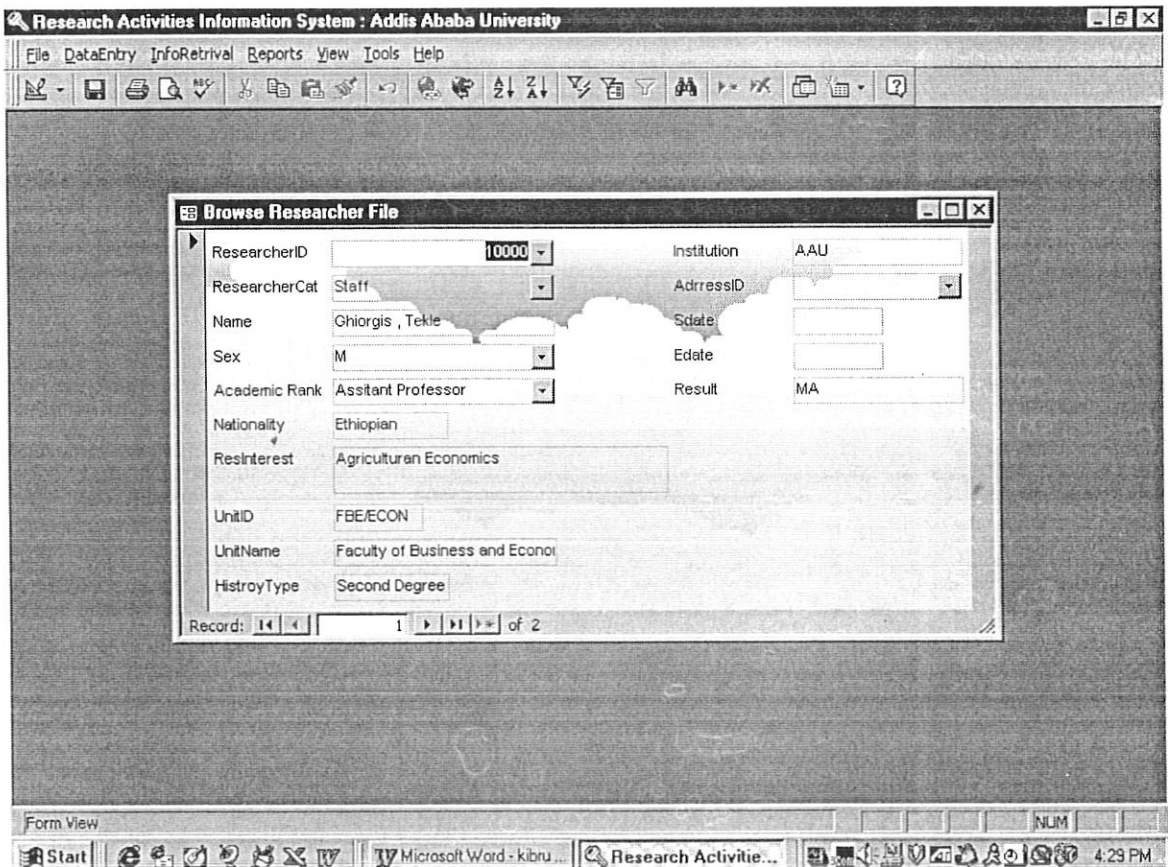 Research Activities Information System : Addis Ababa University
File DataEntry InfoRetrival Reports View Tools Help
Browse Researcher File
ResearcherID 10000 Institution AAU
ResearcherCat Staff AdrressID
Name Ghiorgis , Tekle Sdate
Sex M Edate
Academic Rank Assitant Professor Result MA
Nationality Ethiopian
ResInterest Agriculturan Economics
UnitID FBE/ECON
UnitName Faculty of Business and Econo
HistroyType Second Degree
Record: 1 of 2
Form View NUM
Start Microsoft Word - kibru ... Research Activitie... 4:29 PM